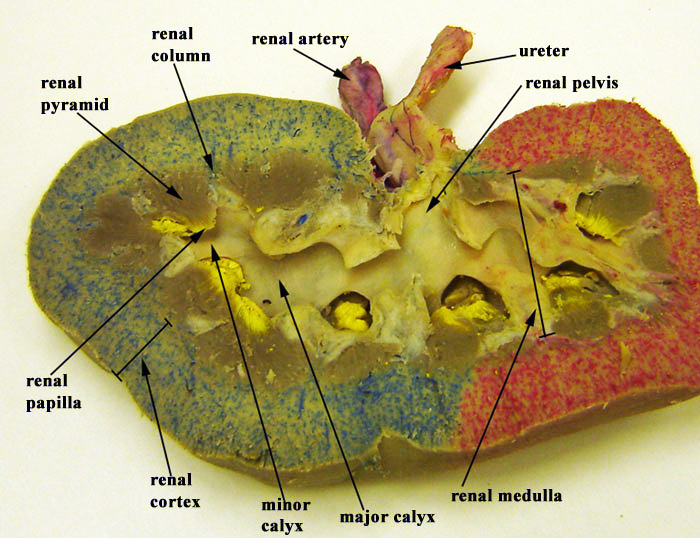 renal
column
renal artery
ureter
renal pelvis
renal
pyramid
renal
papilla
renal
cortex
minor
calyx
major calyx
renal medulla